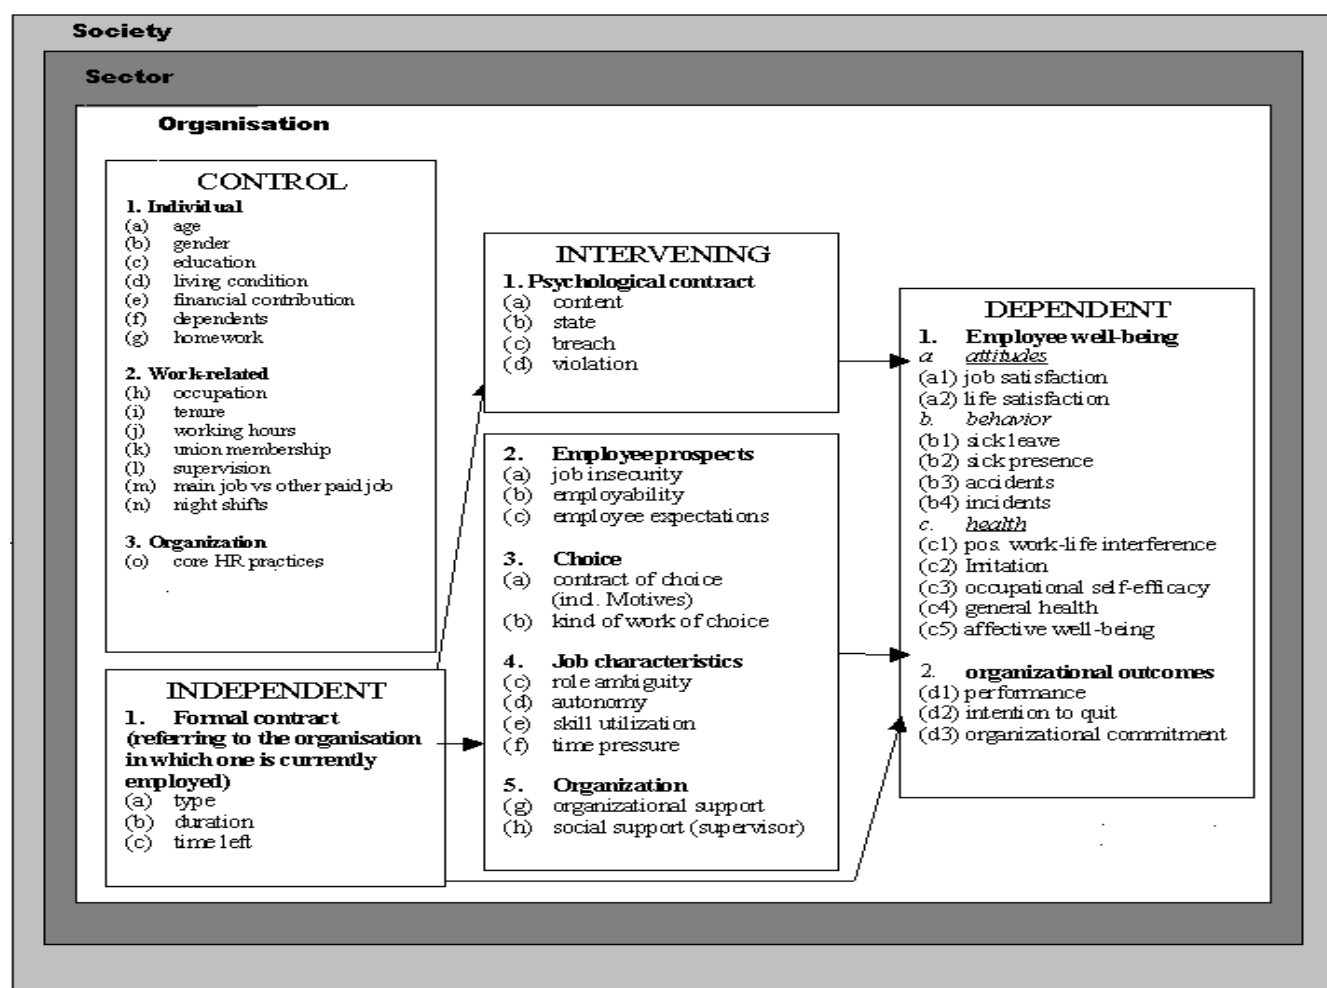 Society
Sector
Organisation
CONTROL
1. Individual
(a) age
(b) gender
(c) education
(d) living condition
(e) financial contribution
(f) dependents
(g) homework
2. Work-related
(h) occupation
(i) tenure
(j) working hours
(k) union membership
(l) supervision
(m) main job vs other paid job
(n) night shifts
3. Organization
(o) core HR practices
INDEPENDENT
1. Formal contract
(referring to the organisation
in which one is currently
employed)
(a) type
(b) duration
(c) time left
INTERVENING
1. Psychological contract
(a) content
(b) state
(c) breach
(d) violation
2. Employee prospects
(a) job insecurity
(b) employability
(c) employee expectations
3. Choice
(a) contract of choice
(incl. Motives)
(b) kind of work of choice
4. Job characteristics
(c) role ambiguity
(d) autonomy
(e) skill utilization
(f) time pressure
5. Organization
(g) organizational support
(h) social support (supervisor)
DEPENDENT
1. Employee well-being
a attitudes
(a1) job satisfaction
(a2) life satisfaction
b. behavior
(b1) sick leave
(b2) sick presence
(b3) accidents
(b4) incidents
c. health
(c1) pos. work-life interference
(c2) Irritation
(c3) occupational self-efficacy
(c4) general health
(c5) affective well-being
2. organizational outcomes
(d1) performance
(d2) intention to quit
(d3) organizational commitment